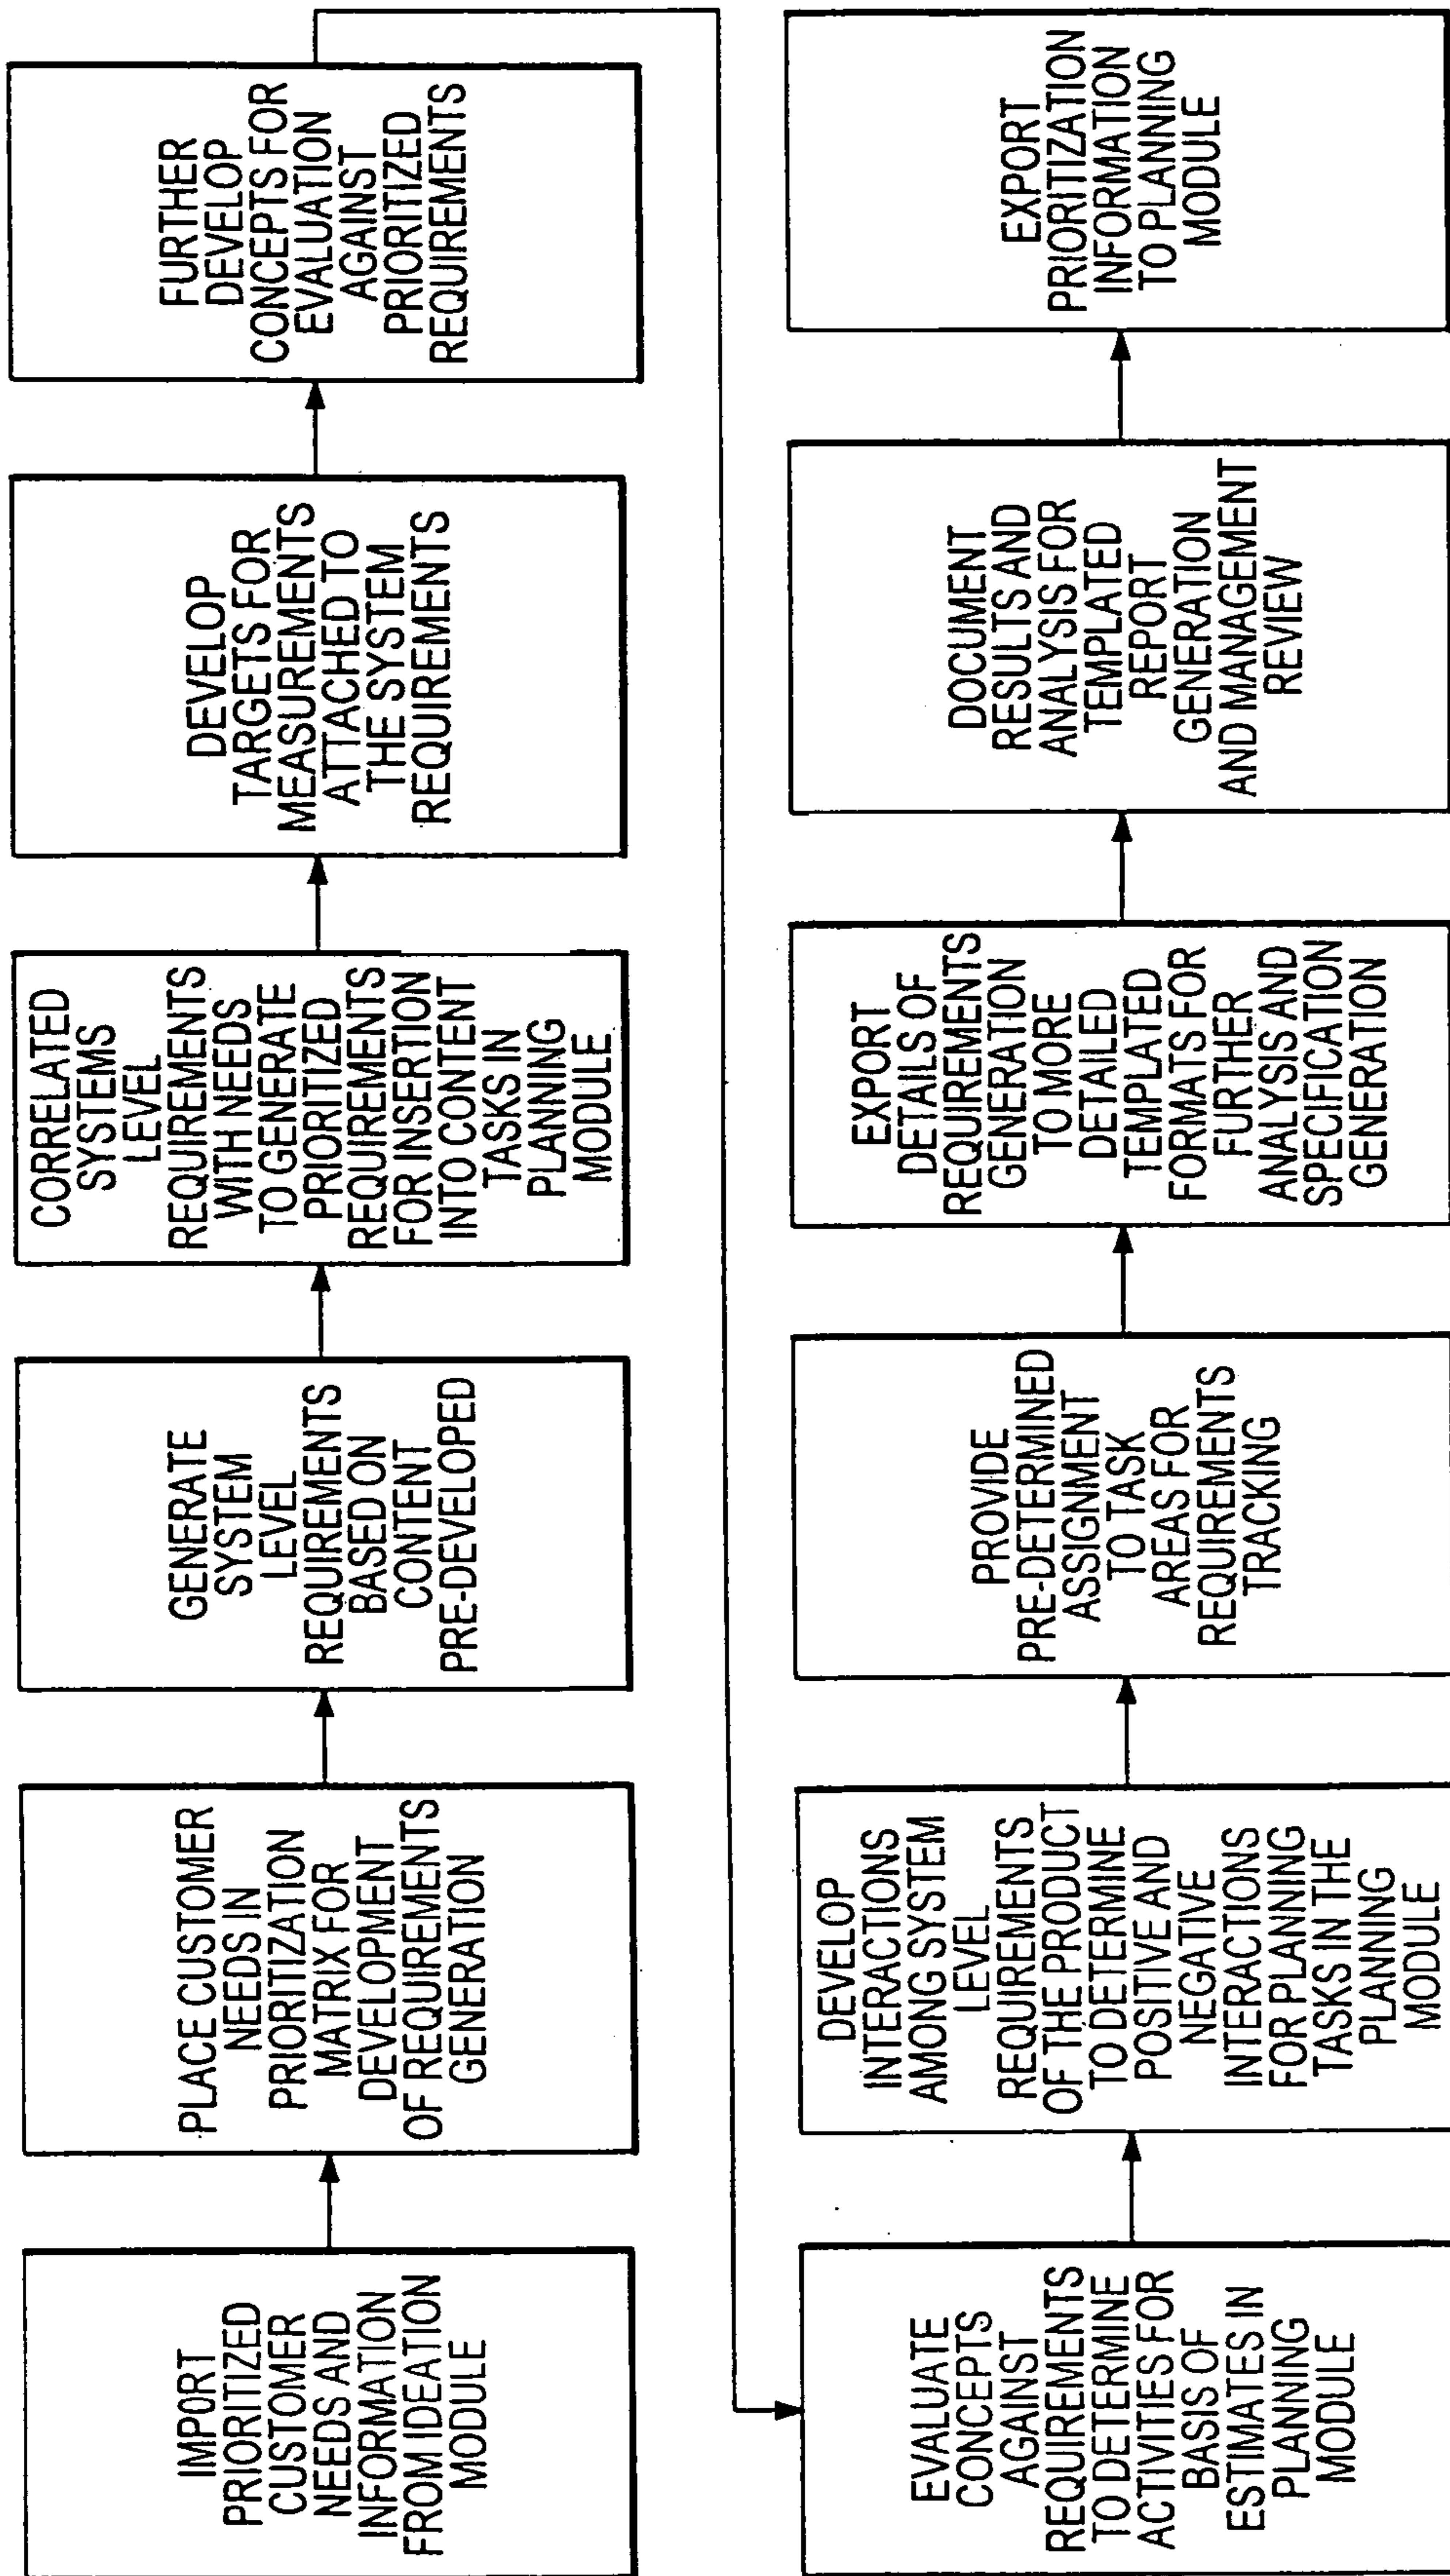 IMPORT
PRIORITIZED
CUSTOMER
NEEDS AND
INFORMATION
FROM IDEATION
MODULE
PLACE CUSTOMER
NEEDS IN
PRIORITIZATION
MATRIX FOR
DEVELOPMENT
OF REQUIREMENTS
GENERATION
GENERATE
SYSTEM
LEVEL
REQUIREMENTS
BASED ON
CONTENT
PRE-DEVELOPED
CORRELATED
SYSTEMS
LEVEL
REQUIREMENTS
WITH NEEDS
TO GENERATE
PRIORITIZED
REQUIREMENTS
FOR INSERTION
INTO CONTENT
TASKS IN
PLANNING
MODULE
DEVELOP
TARGETS FOR
MEASUREMENTS
ATTACHED TO
THE SYSTEM
REQUIREMENTS
FURTHER
DEVELOP
CONCEPTS FOR
EVALUATION
AGAINST
PRIORITIZED
REQUIREMENTS
EVALUATE
CONCEPTS
AGAINST
REQUIREMENTS
TO DETERMINE
ACTIVITIES FOR
BASIS OF
ESTIMATES IN
PLANNING
MODULE
DEVELOP
INTERACTIONS
AMONG SYSTEM
LEVEL
REQUIREMENTS
OF THE PRODUCT
TO DETERMINE
POSITIVE AND
NEGATIVE
INTERACTIONS
FOR PLANNING
TASKS IN THE
PLANNING
MODULE
PROVIDE
PRE-DETERMINED
ASSIGNMENT
TO TASK
AREAS FOR
REQUIREMENTS
TRACKING
EXPORT
DETAILS OF
REQUIREMENTS
GENERATION
TO MORE
DETAILED
TEMPLATED
FORMATS FOR
FURTHER
ANALYSIS AND
SPECIFICATION
GENERATION
DOCUMENT
RESULTS AND
ANALYSIS FOR
TEMPLATED
REPORT
GENERATION
AND MANAGEMENT
REVIEW
EXPORT
PRIORITIZATION
INFORMATION
TO PLANNING
MODULE